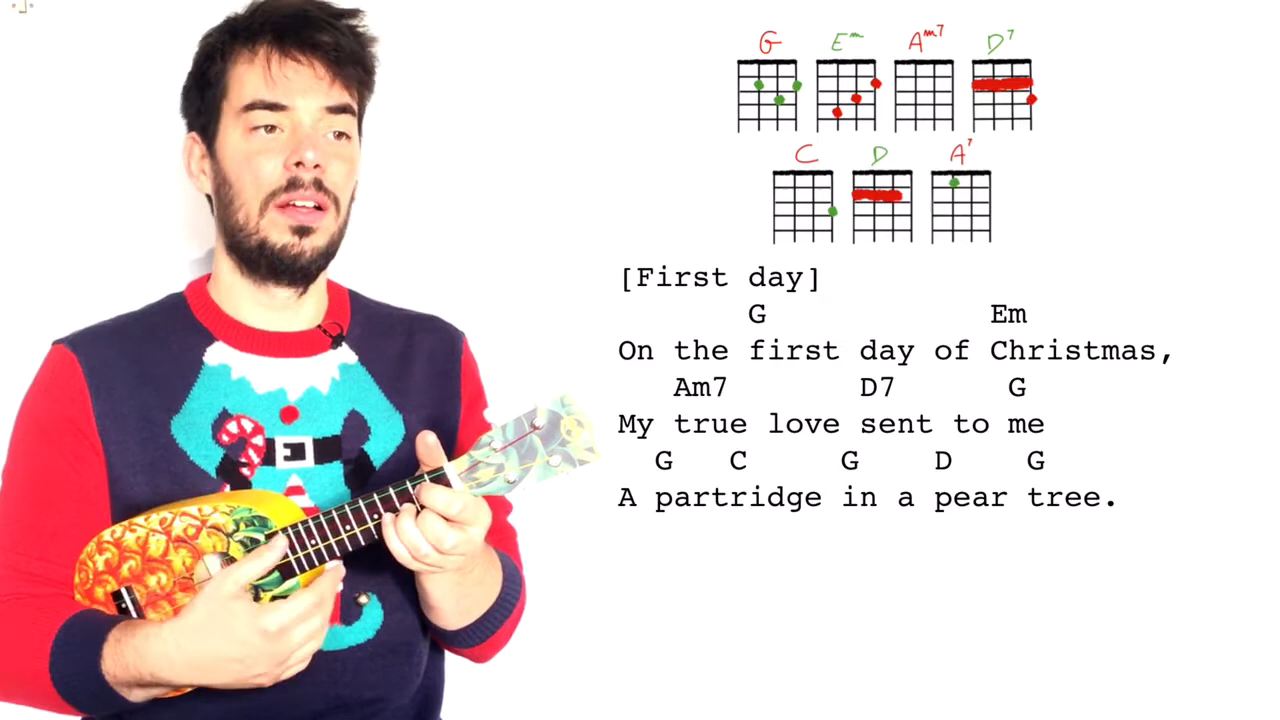 G Em Am7 D7
C D A7
[First day]
G Em
On the first day of Christmas,
Am7 D7 G
My true love sent to me
G C G D G
A partridge in a pear tree.